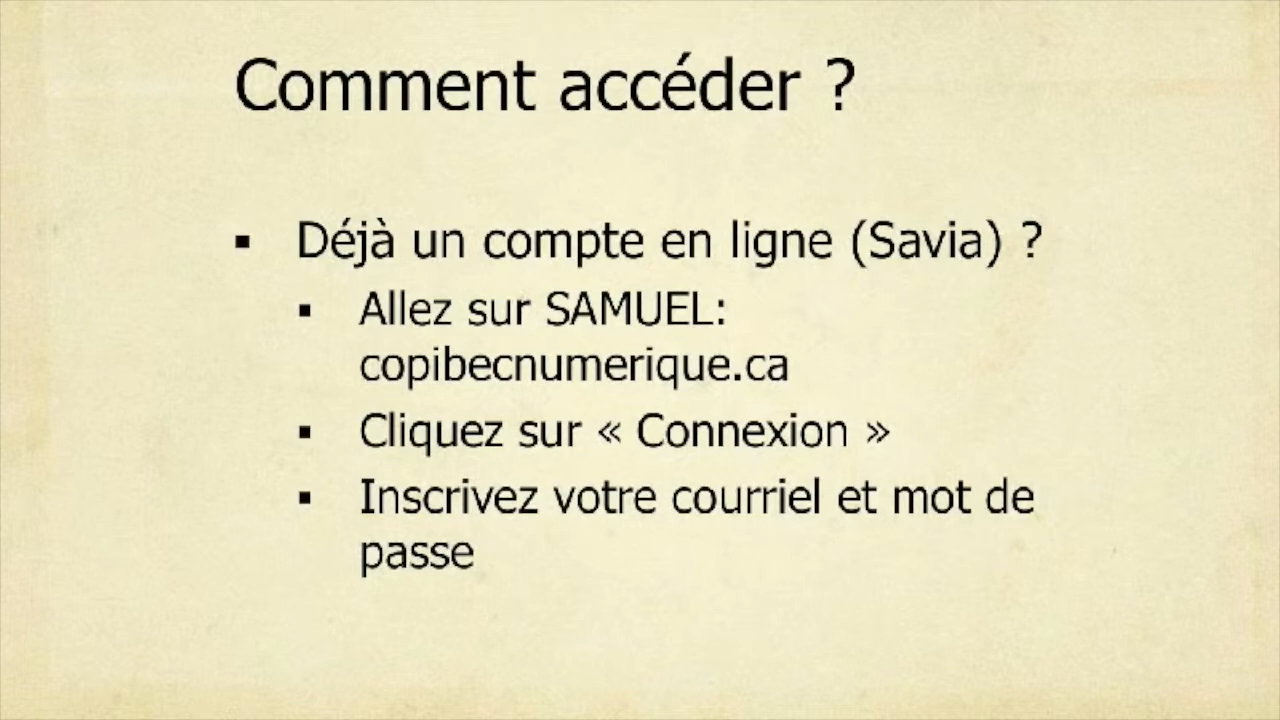 Comment accéder ?
▪ Déjà un compte en ligne (Savia) ?
▪ Allez sur SAMUEL:
copibecnumerique.ca
▪ Cliquez sur « Connexion »
▪ Inscrivez votre courriel et mot de
passe